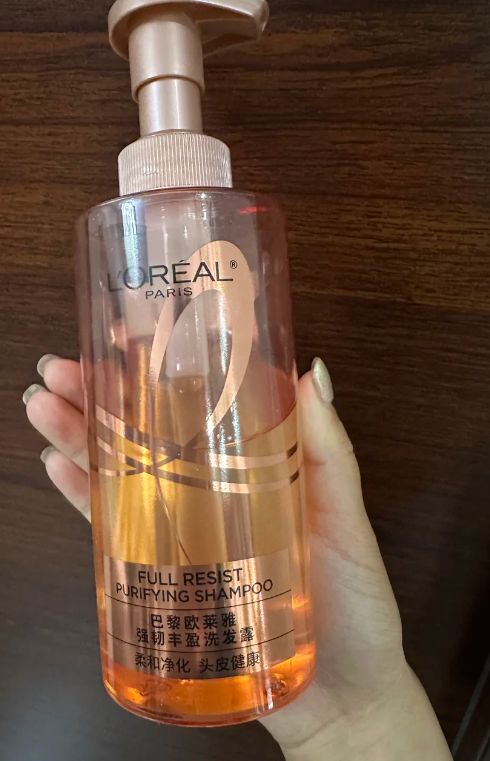 L'ORÉAL®
PARIS
FULL RESIST
PURIFYING SHAMPOO
巴黎欧莱雅
强韧丰盈洗发露
柔和净化 头皮健康